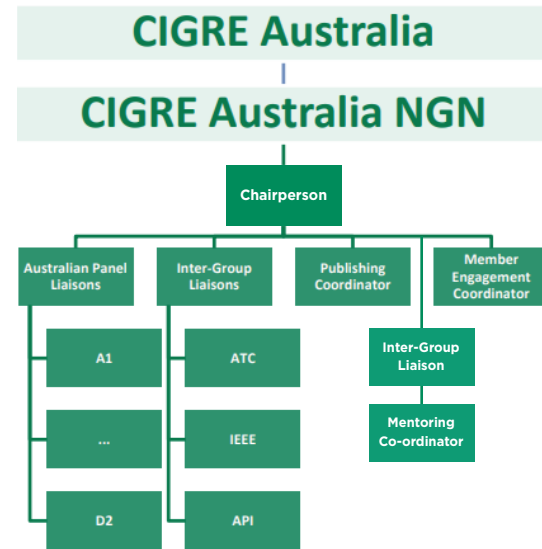 CIGRE Australia
CIGRE Australia NGN
Chairperson
Australian Panel
Liaisons
Inter-Group
Liaisons
Publishing
Coordinator
Member
Engagement
Coordinator
Inter-Group
Liaison
Mentoring
Co-ordinator
A1
...
D2
ATC
IEEE
API